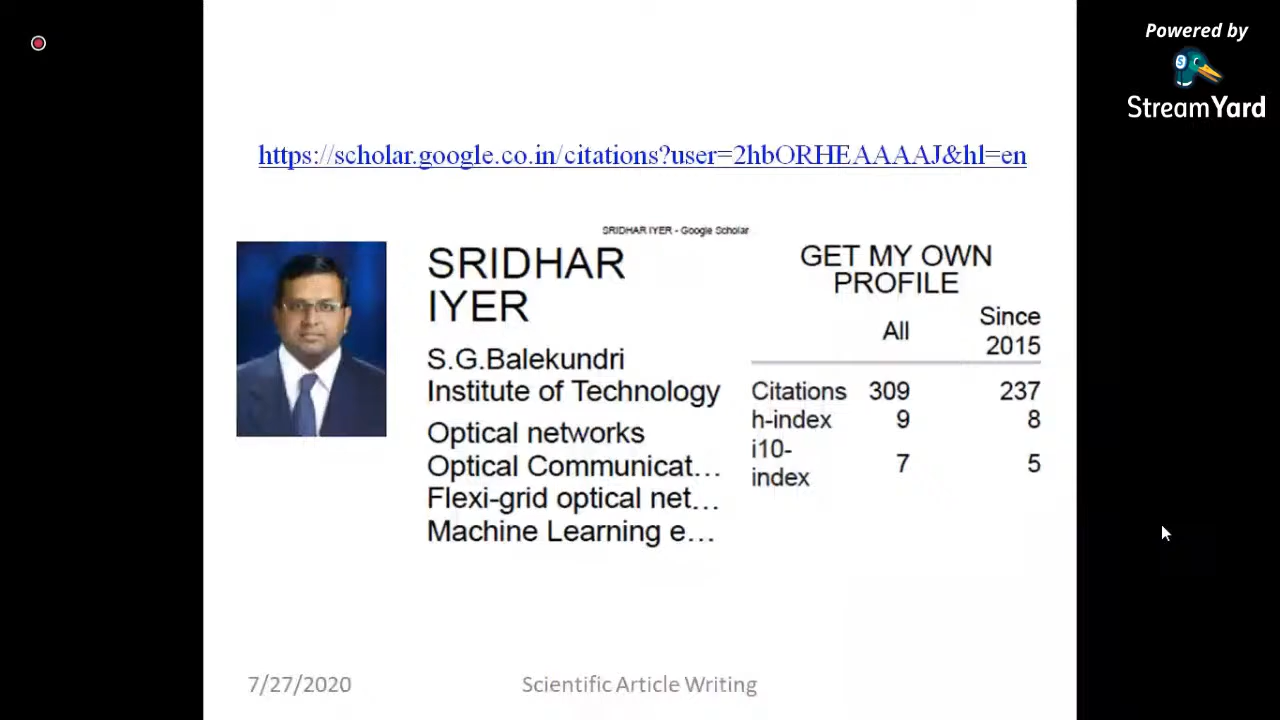 Powered by
StreamYard
https://scholar.google.co.in/citations?user=2hbORHEAAAAJ&hl=en
SRIDHAR IYER - Google Scholar
SRIDHAR
IYER
S.G.Balekundri
Institute of Technology
Optical networks
Optical Communicat...
Flexi-grid optical net...
Machine Learning e...
GET MY OWN
PROFILE
All
Since
2015
Citations 309 237
h-index 9 8
i10-
index 7 5
7/27/2020
Scientific Article Writing